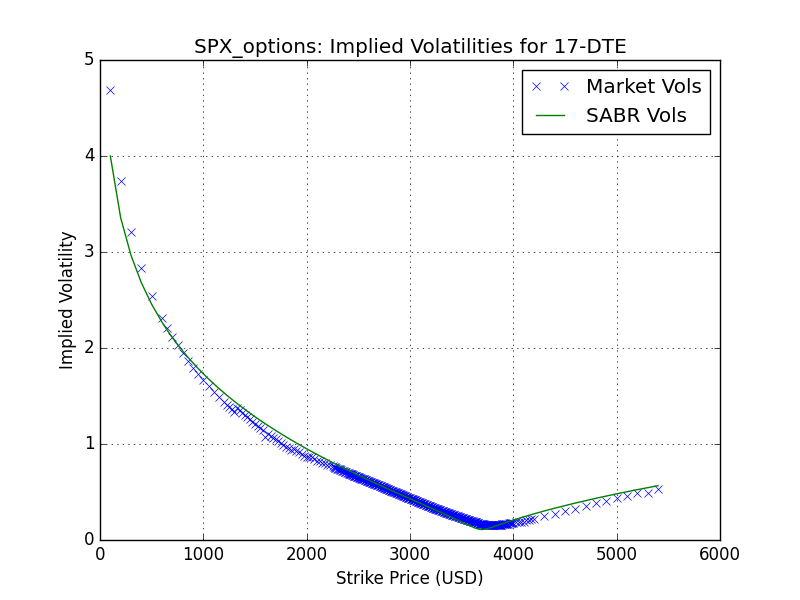 SPX_options: Implied Volatilities for 17-DTE
Market Vols
SABR Vols
5
4
3
2
1
0
Implied Volatility
0 1000 2000 3000 4000 5000 6000
Strike Price (USD)